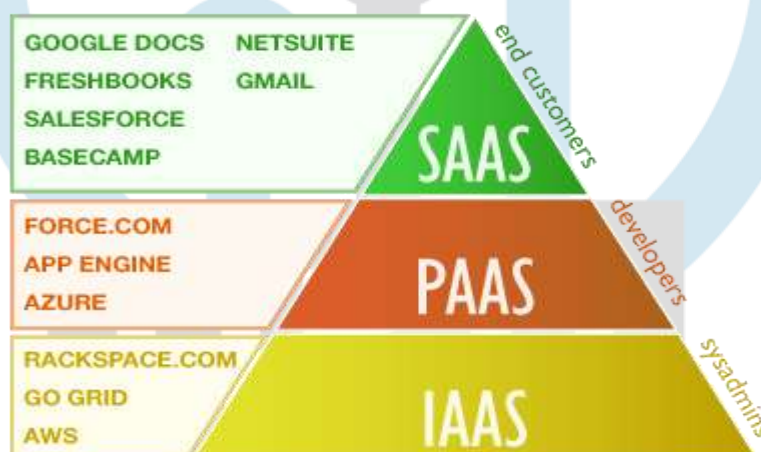 GOOGLE DOCS NETSUITE
FRESHBOOKS GMAIL
SALESFORCE
BASECAMP
SAAS
end customers
FORCE.COM
APP ENGINE
AZURE
PAAS
developers
RACKSPACE.COM
GO GRID
AWS
IAAS
sysadmins